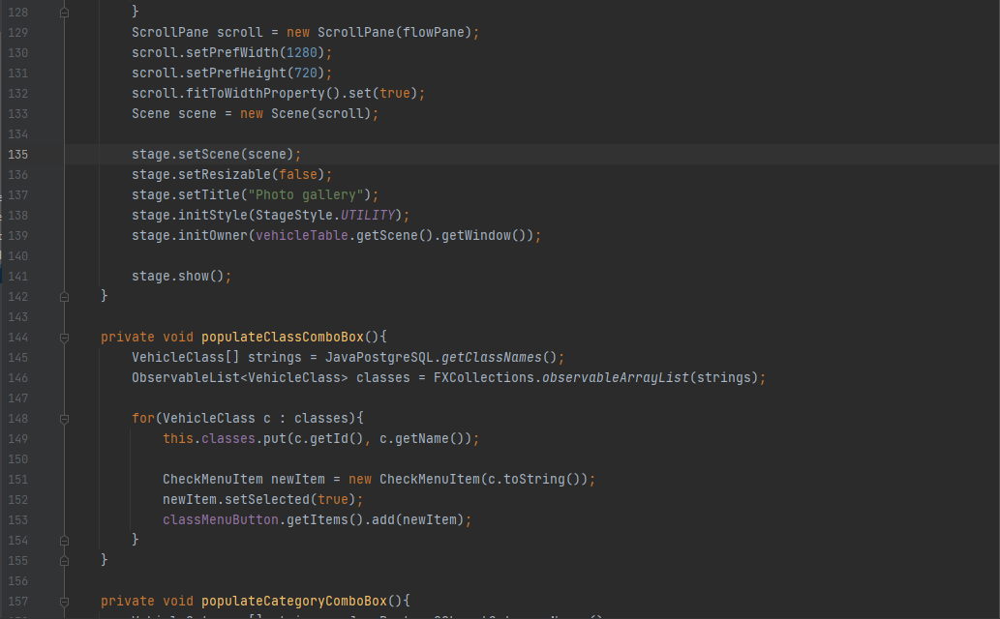 128 }
129 ScrollPane scroll = new ScrollPane(flowPane);
130 scroll.setPrefWidth(1280);
131 scroll.setPrefHeight(720);
132 scroll.fitToWidthProperty().set(true);
133 Scene scene = new Scene(scroll);
134
135 stage.setScene(scene);
136 stage.setResizable(false);
137 stage.setTitle("Photo gallery");
138 stage.initStyle(StageStyle.UTILITY);
139 stage.initOwner(vehicleTable.getScene().getWindow());
140
141 stage.show();
142 }
143
144 private void populateClassComboBox(){
145 VehicleClass[] strings = JavaPostgreSQL.getClassNames();
146 ObservableList<VehicleClass> classes = FXCollections.observableArrayList(strings);
147
148 for(VehicleClass c : classes){
149 this.classes.put(c.getId(), c.getName());
150
151 CheckMenuItem newItem = new CheckMenuItem(c.toString());
152 newItem.setSelected(true);
153 classMenuButton.getItems().add(newItem);
154 }
155 }
156
157 private void populateCategoryComboBox(){